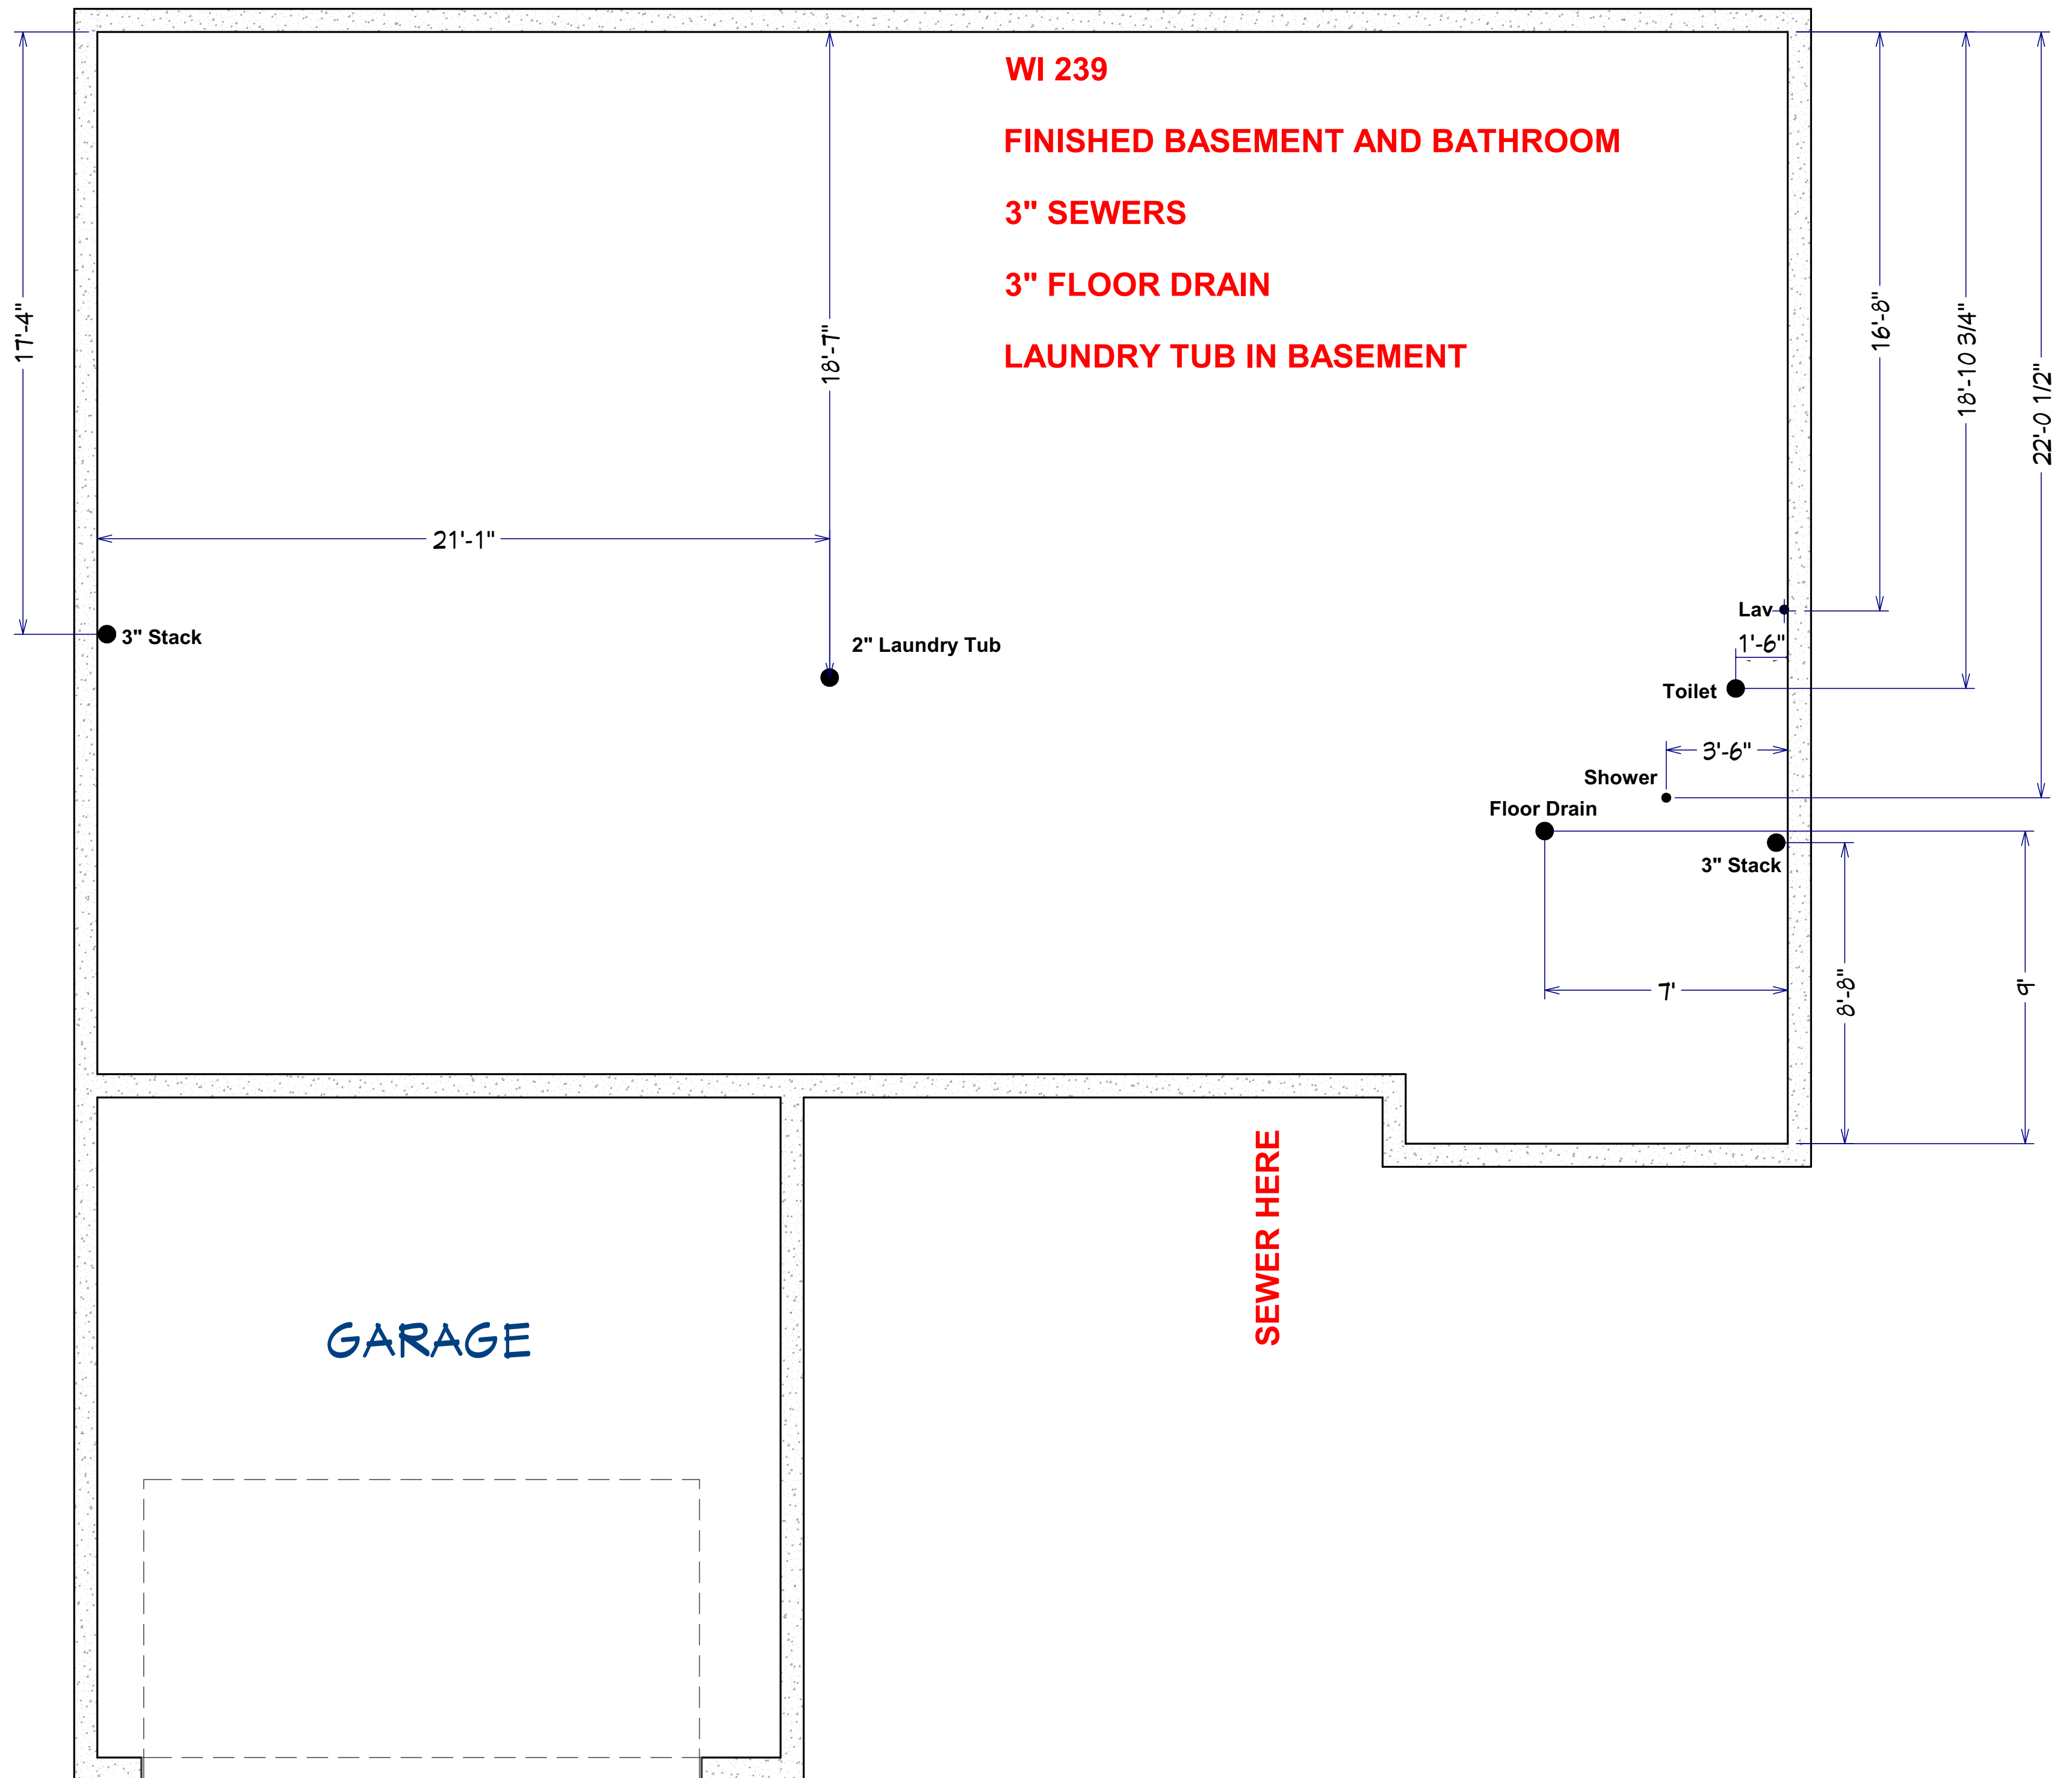 WI 239
FINISHED BASEMENT AND BATHROOM
3" SEWERS
3" FLOOR DRAIN
LAUNDRY TUB IN BASEMENT
17'-4"
18'-7"
16'-8"
18'-10 3/4"
22'-0 1/2"
21'-1"
3" Stack
2" Laundry Tub
Lav
1'-6"
Toilet
3'-6"
Shower
Floor Drain
3" Stack
7'
8'-8"
9'
SEWER HERE
GARAGE